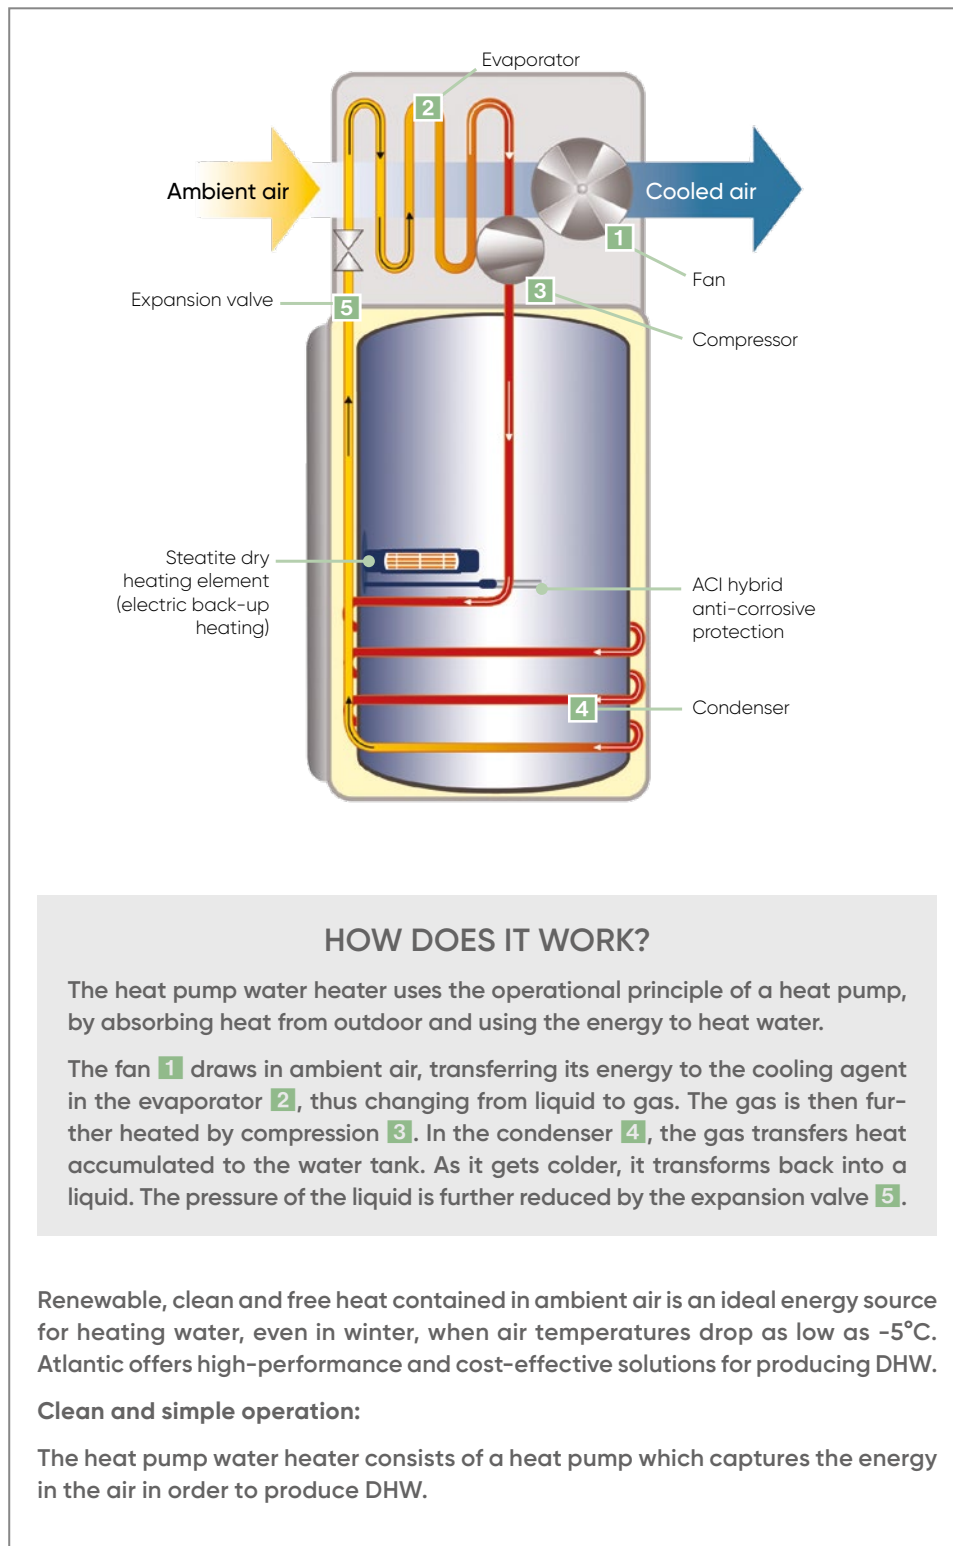 Evaporator
2
Ambient air
Cooled air
1
Fan
3
Expansion valve
5
Compressor
Steatite dry
heating element
(electric back-up
heating)
ACI hybrid
anti-corrosive
protection
4
Condenser
HOW DOES IT WORK?
The heat pump water heater uses the operational principle of a heat pump,
by absorbing heat from outdoor and using the energy to heat water.
The fan 1 draws in ambient air, transferring its energy to the cooling agent
in the evaporator 2, thus changing from liquid to gas. The gas is then fur-
ther heated by compression 3. In the condenser 4, the gas transfers heat
accumulated to the water tank. As it gets colder, it transforms back into a
liquid. The pressure of the liquid is further reduced by the expansion valve 5.
Renewable, clean and free heat contained in ambient air is an ideal energy source
for heating water, even in winter, when air temperatures drop as low as -5°C.
Atlantic offers high-performance and cost-effective solutions for producing DHW.
Clean and simple operation:
The heat pump water heater consists of a heat pump which captures the energy
in the air in order to produce DHW.